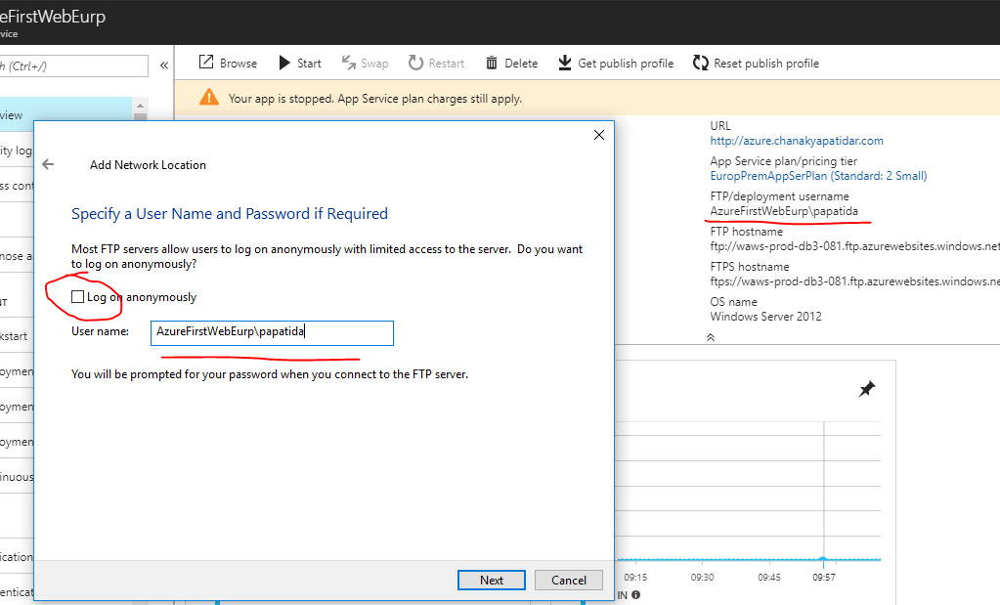 eFirstWebEurp
vice
h (Ctrl+/)
«
Browse
Start
Swap
Restart
Delete
Get publish profile
Reset publish profile
Your app is stopped. App Service plan charges still apply.
view
ity log
ss cont
nose a
NT
kstart
oymen
oymen
oymen
inuous
ication
enticat
Add Network Location
Specify a User Name and Password if Required
Most FTP servers allow users to log on anonymously with limited access to the server. Do you want
to log on anonymously?
Log on anonymously
User name: AzureFirstWebEurp\papatida
You will be prompted for your password when you connect to the FTP server.
Next
Cancel
URL
http://azure.chanakyapatidar.com
App Service plan/pricing tier
EuropPremAppSerPlan (Standard: 2 Small)
FTP/deployment username
AzureFirstWebEurp\papatida
FTP hostname
ftp://waws-prod-db3-081.ftp.azurewebsites.windows.net
FTPS hostname
ftps://waws-prod-db3-081.ftp.azurewebsites.windows.ne
OS name
Windows Server 2012
09:15
09:30
09:45
09:57
IN